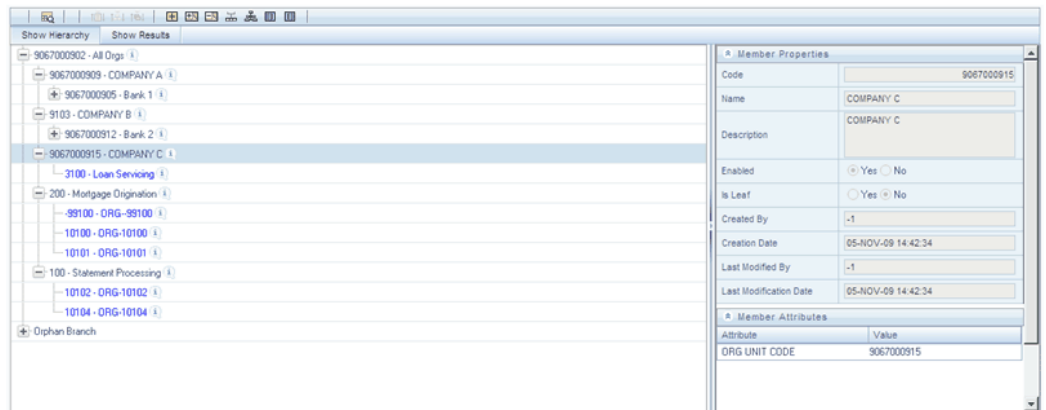 Show Hierarchy Show Results
9067000902 - All Orgs
9067000909 - COMPANY A
9067000905 - Bank 1
9103 - COMPANY B
9067000912 - Bank 2
9067000915 - COMPANY C
3100 - Loan Servicing
200 - Mortgage Origination
-99100 - ORG--99100
10100 - ORG-10100
10101 - ORG-10101
100 - Statement Processing
10102 - ORG-10102
10104 - ORG-10104
Orphan Branch
Member Properties
Code 9067000915
Name COMPANY C
Description COMPANY C
Enabled Yes No
Is Leaf Yes No
Created By -1
Creation Date 05-NOV-09 14:42:34
Last Modified By -1
Last Modification Date 05-NOV-09 14:42:34
Member Attributes
Attribute Value
ORG UNIT CODE 9067000915